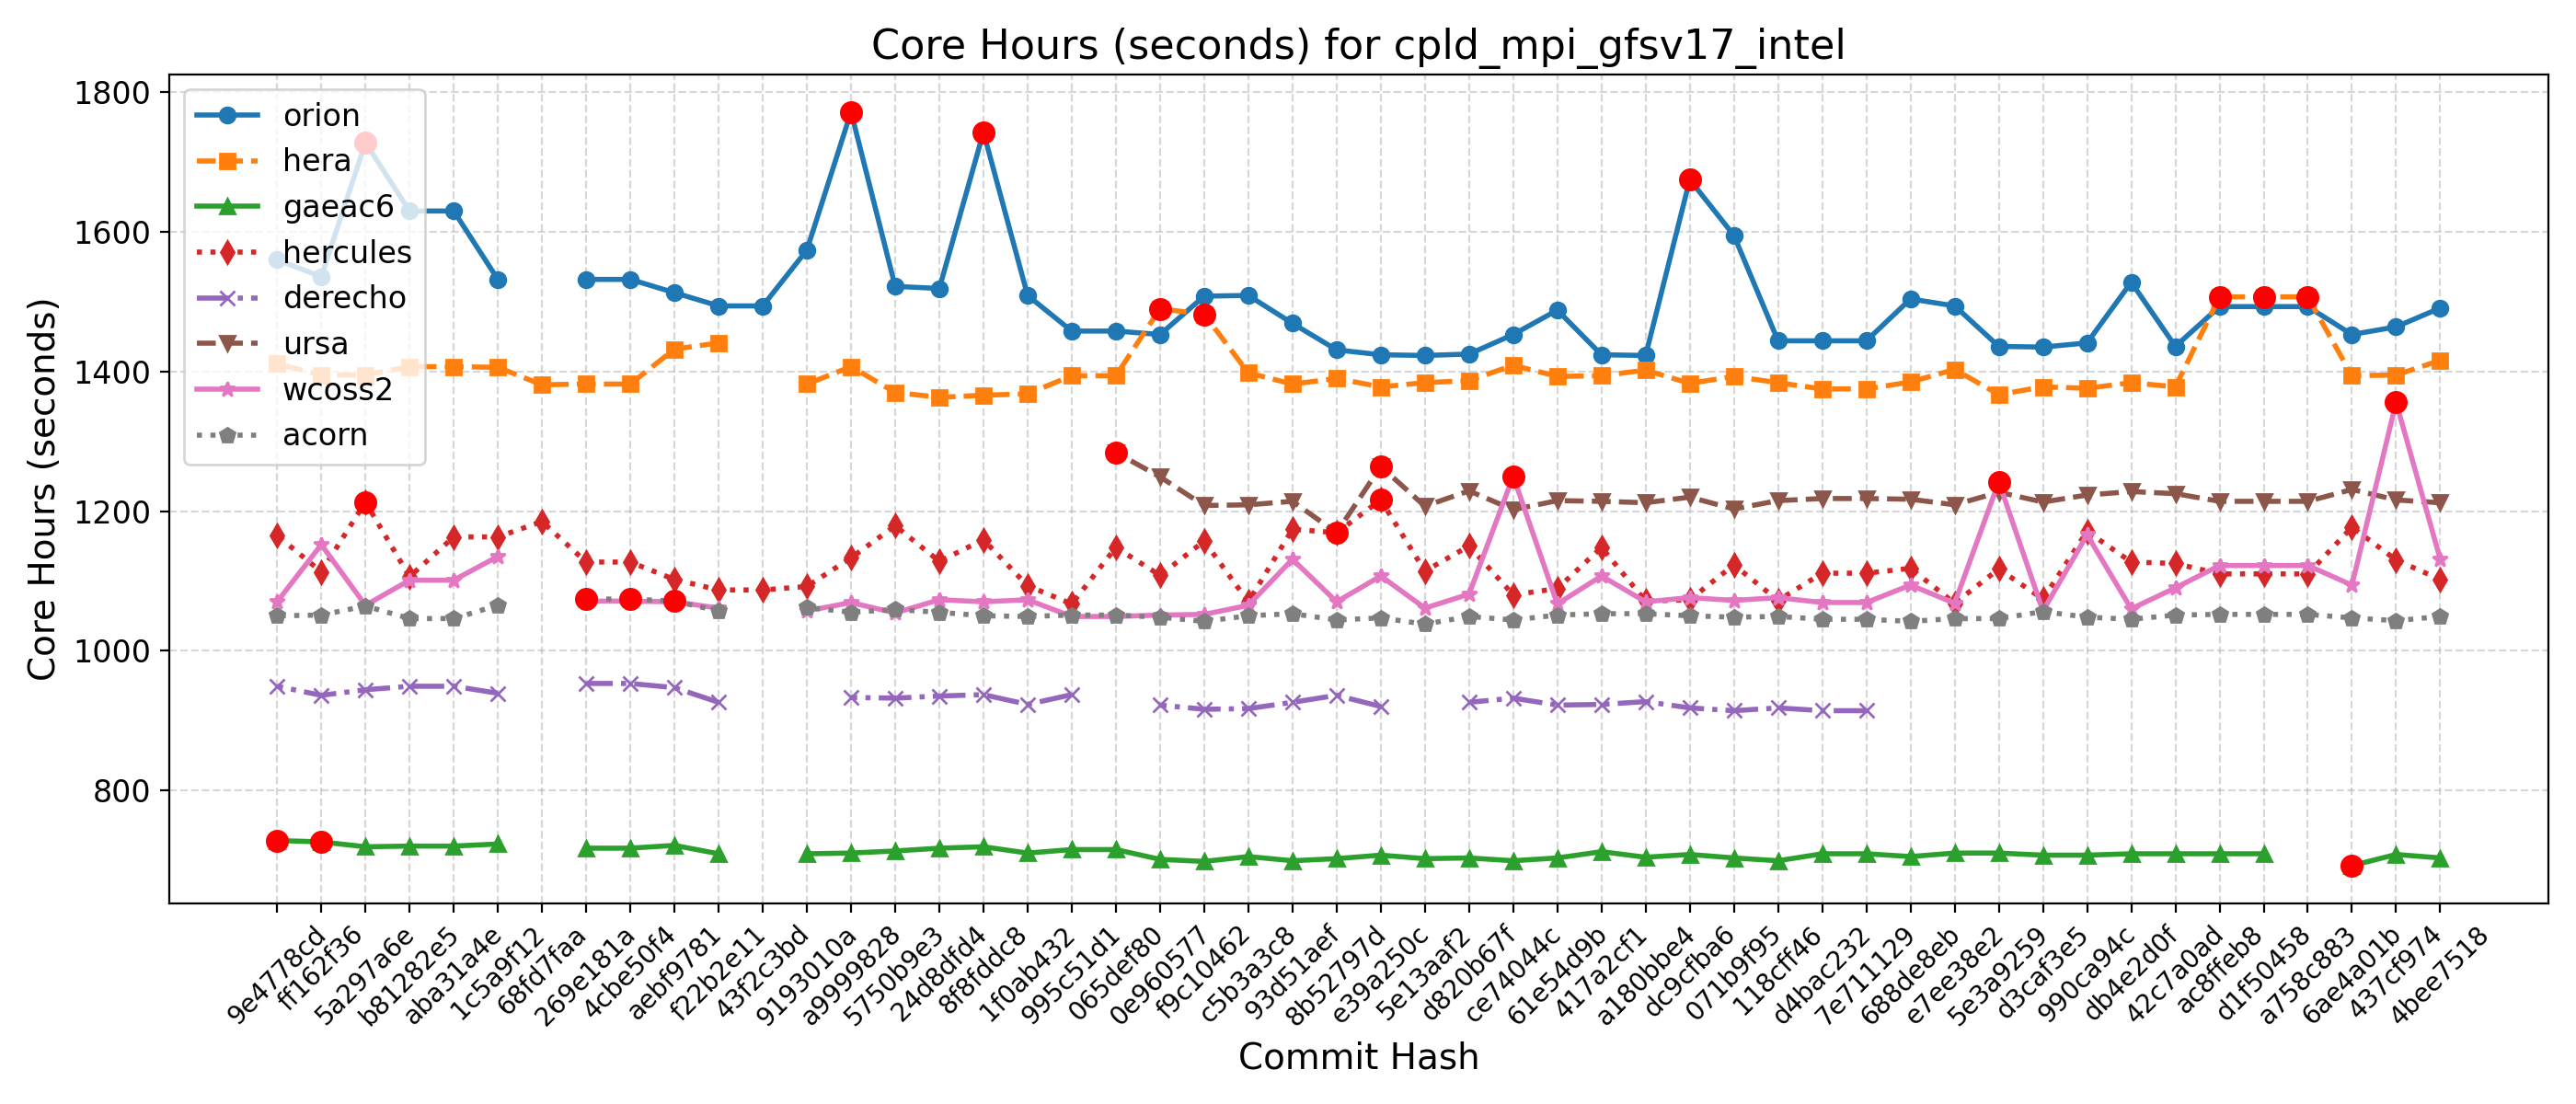 Core Hours (seconds) for cpld_mpi_gfsv17_intel
Core Hours (seconds)
1800
1600
1400
1200
1000
800
orion
hera
gaeac6
hercules
derecho
ursa
wcoss2
acorn
9e4778cd
ff162f36
5a297a6e
b81282e5
aba31a4e
1c5a9f12
68fd7faa
269e181a
4cbe50f4
aebf9781
f22b2e11
43f2c3bd
9193010a
a9999828
5750b9e3
24d8dfd4
8f8fddc8
1f0ab432
995c51d1
065def80
0e960577
f9c10462
c5b3a3c8
93d51aef
8b52797d
e39a250c
5e13aaf2
d820b67f
ce74044c
61e54d9b
417a2cf1
a180bbe4
dc9cfba6
071b9f95
118cff46
d4bac232
7e711129
688de8eb
e7ee38e2
5e3a9259
d3caf3e5
990ca94c
db4e2d0f
42c7a0ad
ac8ffeb8
d1f50458
a758c883
6ae4a01b
437cf974
4bee7518
Commit Hash